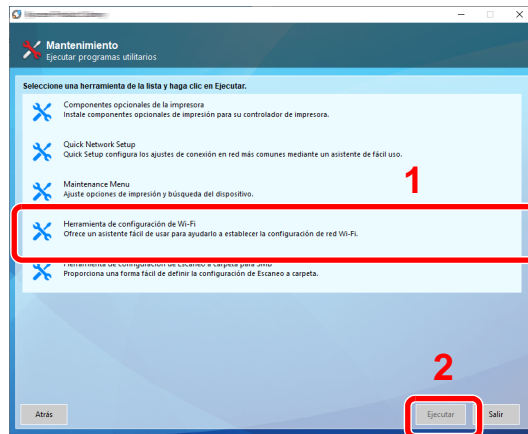 Mantenimiento
Ejecutar programas utilitarios
Seleccione una herramienta de la lista y haga clic en Ejecutar.
Componentes opcionales de la impresora
Instale componentes opcionales de impresión para su controlador de impresora.
Quick Network Setup
Quick Setup configura los ajustes de conexión en red más comunes mediante un asistente de fácil uso.
Maintenance Menu
Ajuste opciones de impresión y búsqueda del dispositivo.
1
Herramienta de configuración de Wi-Fi
Ofrece un asistente fácil de usar para ayudarlo a establecer la configuración de red Wi-Fi.
Herramienta de configuración de Escaneo a carpeta para SMB
Proporciona una forma fácil de definir la configuración de Escaneo a carpeta.
2
Atrás
Ejecutar
Salir